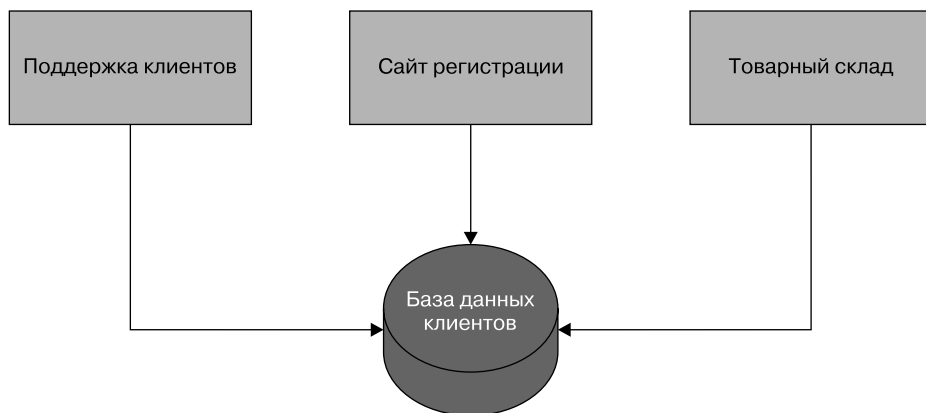 Поддержка клиентов
Сайт регистрации
Товарный склад
База данных
клиентов